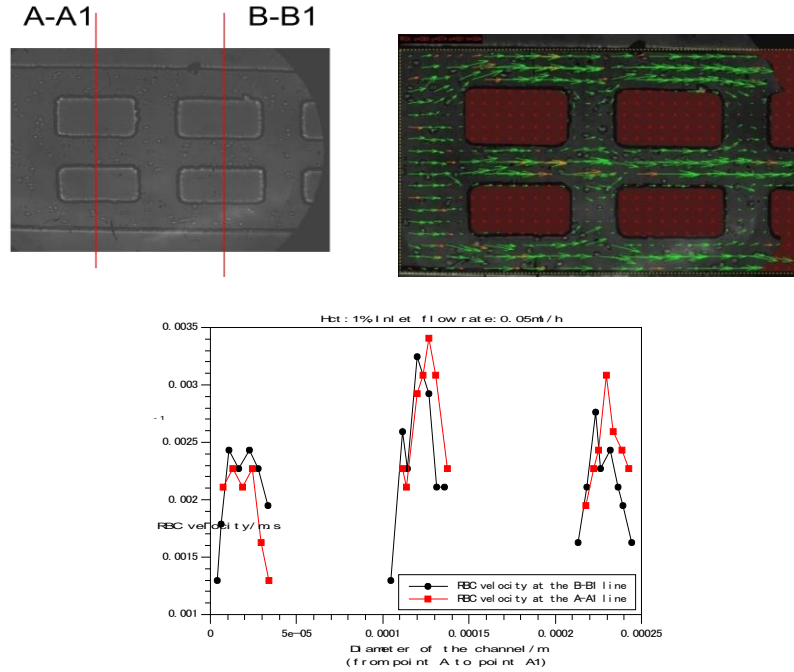 A-A1 B-B1
Hct: 1%, Inlet flow rate: 0.05ml/h
0.0035
0.003
0.0025
0.002
0.0015
0.001
-1
RBC velocity/m.s
RBC velocity at the B-B1 line
RBC velocity at the A-A1 line
0 5e-05 0.0001 0.00015 0.0002 0.00025
Diameter of the channel/m
(from point A to point A1)